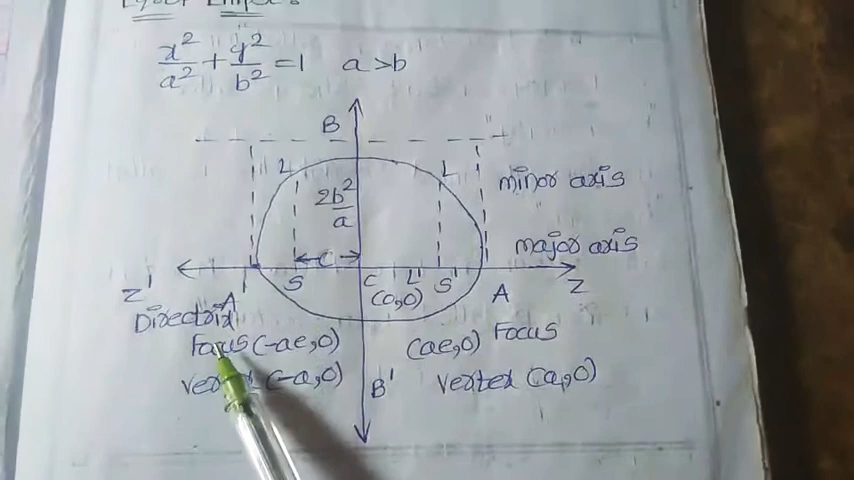 x²/a² + y²/b² = 1 a > b
B
L L minor axis
2b²/a
major axis
C
S C L' S' Z
Z' A (0,0) A
Directrix
Focus (-ae,0) (ae,0) Focus
vertex (-a,0) B' vertex (a,0)